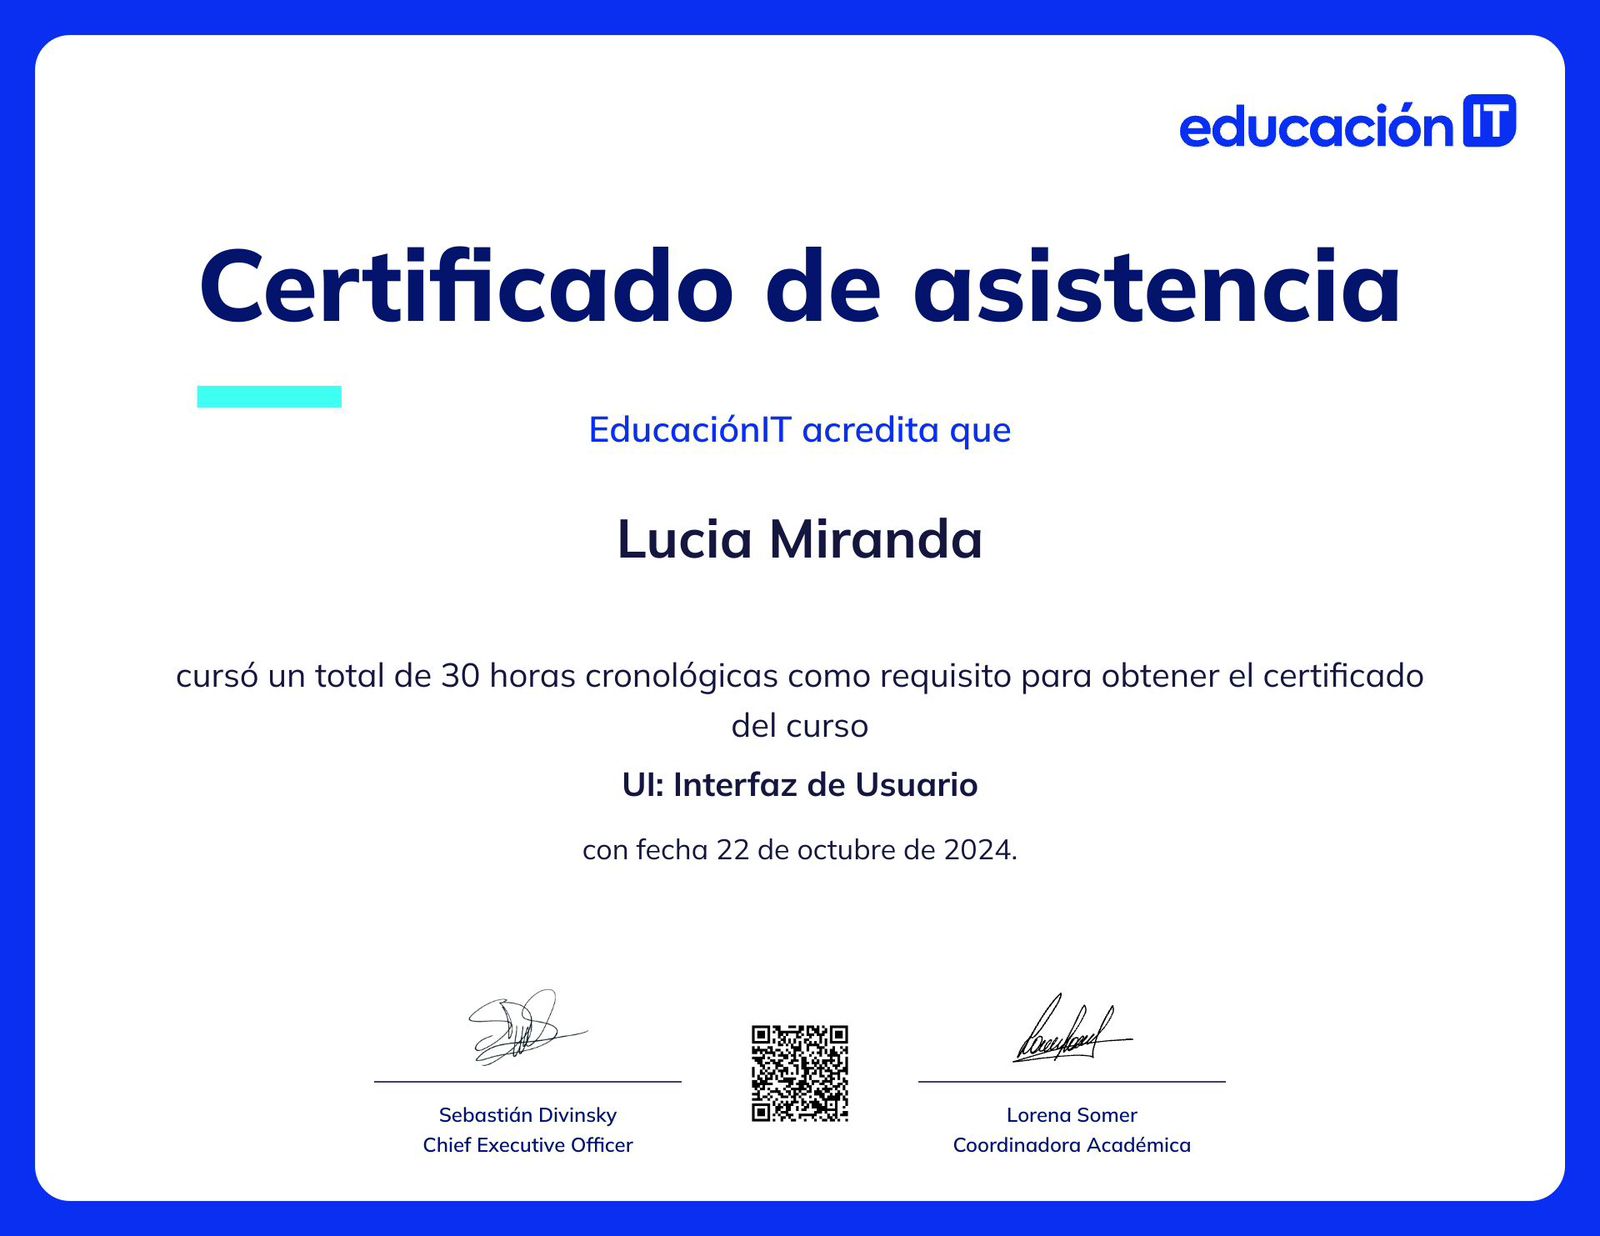 educación IT
Certificado de asistencia
EducaciónIT acredita que
Lucia Miranda
cursó un total de 30 horas cronológicas como requisito para obtener el certificado
del curso
UI: Interfaz de Usuario
con fecha 22 de octubre de 2024.
Sebastián Divinsky
Chief Executive Officer
Lorena Somer
Coordinadora Académica